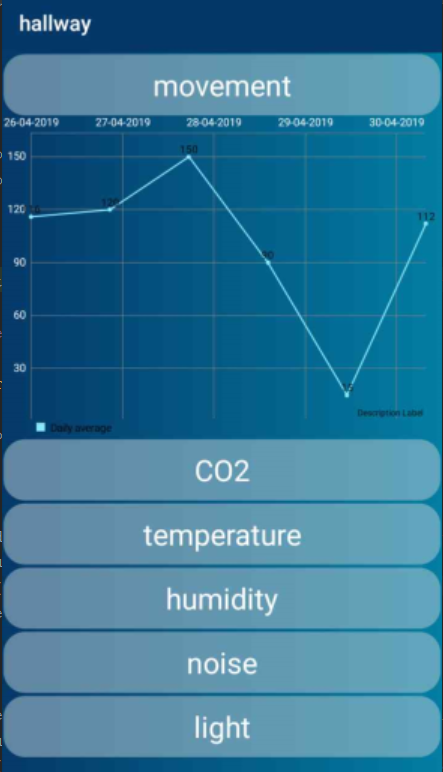 hallway
movement
26-04-2019 27-04-2019 28-04-2019 29-04-2019 30-04-2019
150
150
120
120
90
90
60
30
15
112
Description Label
Daily average
CO2
temperature
humidity
noise
light